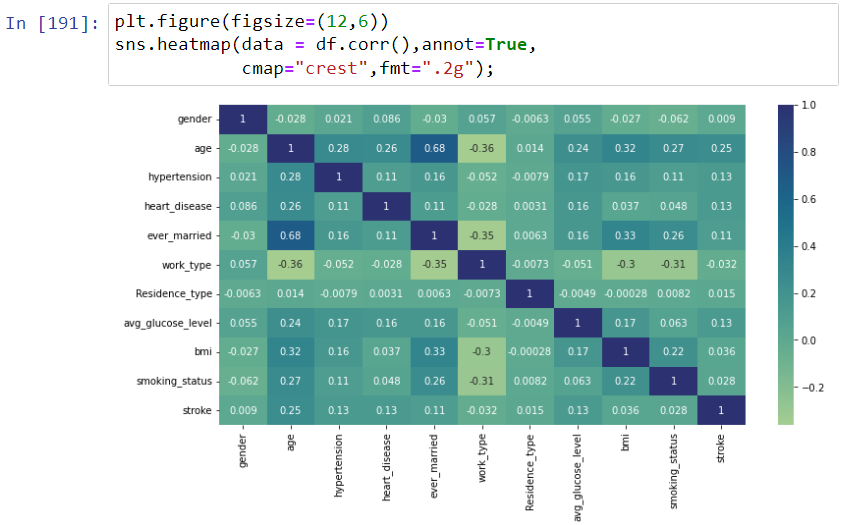 In [191]: plt.figure(figsize=(12,6))
sns.heatmap(data = df.corr(),annot=True,
cmap="crest",fmt=".2g");
gender 1 -0.028 0.021 0.086 -0.03 0.057 -0.0063 0.055 -0.027 -0.062 0.009
age -0.028 1 0.28 0.26 0.68 -0.36 0.014 0.24 0.32 0.27 0.25
hypertension 0.021 0.28 1 0.11 0.16 -0.052 -0.0079 0.17 0.16 0.11 0.13
heart_disease 0.086 0.26 0.11 1 0.11 -0.028 0.0031 0.16 0.037 0.048 0.13
ever_married -0.03 0.68 0.16 0.11 1 -0.35 0.0063 0.16 0.33 0.26 0.11
work_type 0.057 -0.36 -0.052 -0.028 -0.35 1 -0.0073 -0.051 -0.3 -0.31 -0.032
Residence_type -0.0063 0.014 -0.0079 0.0031 0.0063 -0.0073 1 -0.0049 -0.00028 0.0082 0.015
avg_glucose_level 0.055 0.24 0.17 0.16 0.16 -0.051 -0.0049 1 0.17 0.063 0.13
bmi -0.027 0.32 0.16 0.037 0.33 -0.3 -0.00028 0.17 1 0.22 0.036
smoking_status -0.062 0.27 0.11 0.048 0.26 -0.31 0.0082 0.063 0.22 1 0.028
stroke 0.009 0.25 0.13 0.13 0.11 -0.032 0.015 0.13 0.036 0.028 1
gender
age
hypertension
heart_disease
ever_married
work_type
Residence_type
avg_glucose_level
bmi
smoking_status
stroke
1.0
0.8
0.6
0.4
0.2
0.0
−0.2